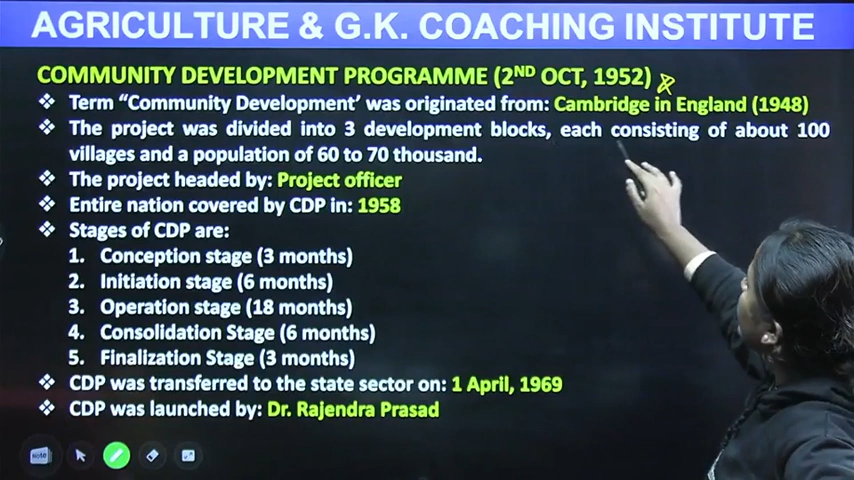 AGRICULTURE & G.K. COACHING INSTITUTE
COMMUNITY DEVELOPMENT PROGRAMME (2ND OCT, 1952)
❖ Term “Community Development’ was originated from: Cambridge in England (1948)
❖ The project was divided into 3 development blocks, each consisting of about 100
villages and a population of 60 to 70 thousand.
❖ The project headed by: Project officer
❖ Entire nation covered by CDP in: 1958
❖ Stages of CDP are:
1. Conception stage (3 months)
2. Initiation stage (6 months)
3. Operation stage (18 months)
4. Consolidation Stage (6 months)
5. Finalization Stage (3 months)
❖ CDP was transferred to the state sector on: 1 April, 1969
❖ CDP was launched by: Dr. Rajendra Prasad